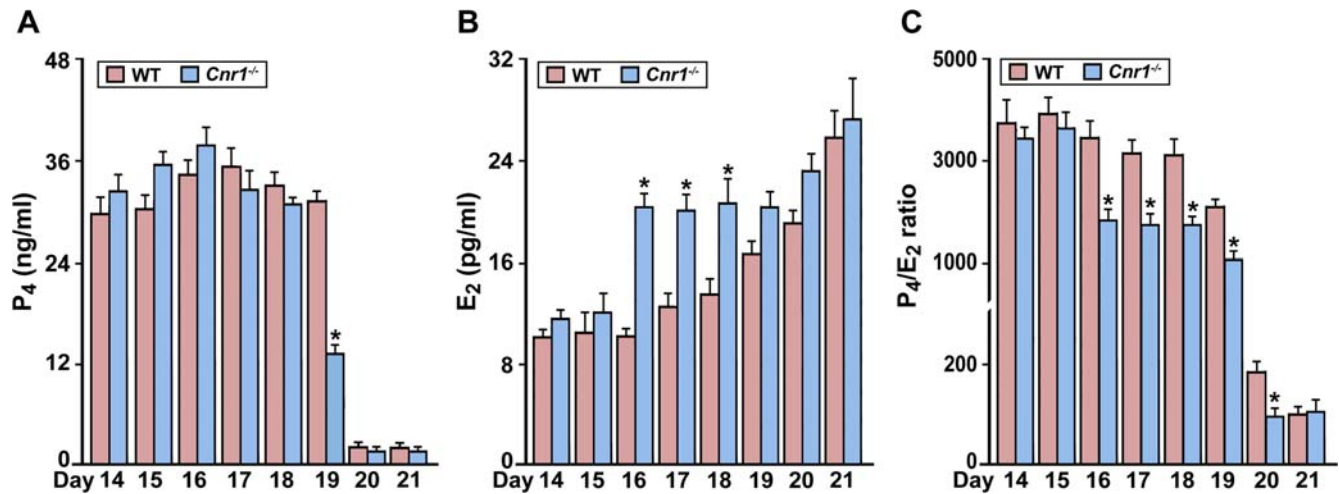 A
P4 (ng/ml)
48
36
24
12
0
WT Cnr1-/-
*
Day 14 15 16 17 18 19 20 21
B
E2 (pg/ml)
32
24
16
8
0
WT Cnr1-/-
* * *
14 15 16 17 18 19 20 21
C
P4/E2 ratio
5000
3000
1000
200
0
WT Cnr1-/-
* * * * *
Day 14 15 16 17 18 19 20 21